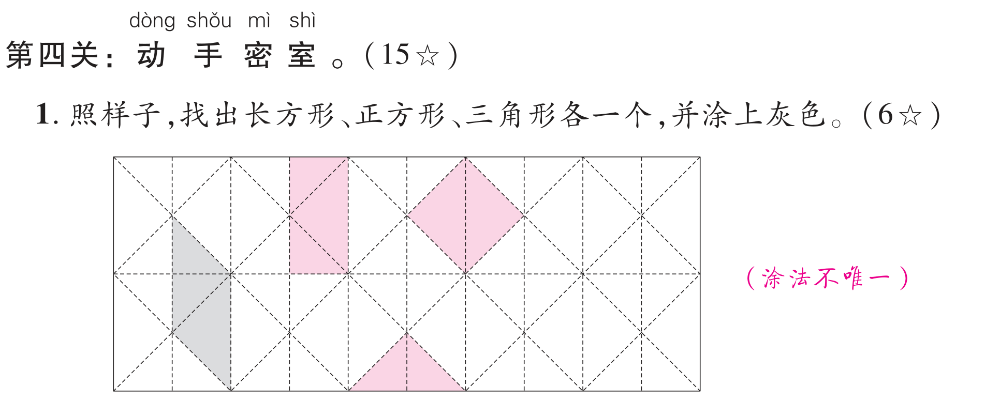 dòng shǒu mì shì
第四关：动手密室。（15☆）
1. 照样子，找出长方形、正方形、三角形各一个，并涂上灰色。（6☆）
（涂法不唯一）